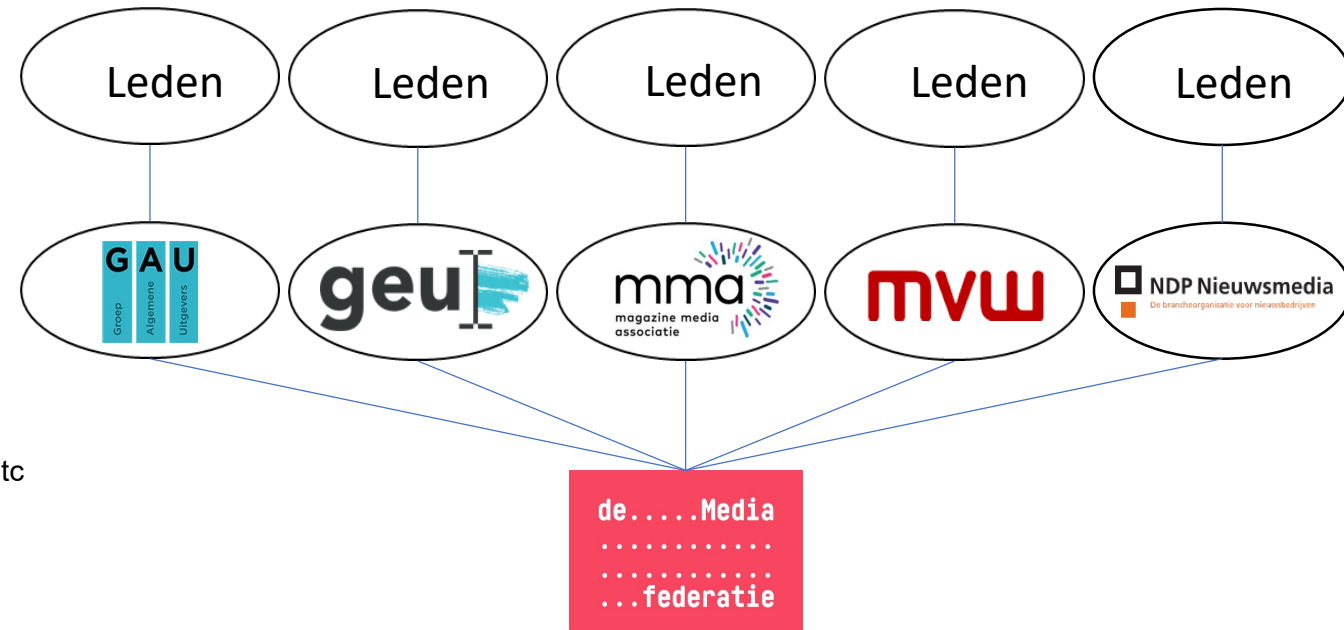 Leden
Leden
Leden
Leden
Leden
G A U
Groep
Algemene
Uitgevers
geu
mma
magazine media
associatie
mvw
NDP Nieuwsmedia
De brancheorganisatie voor nieuwsbedrijven
tc
de.....Media
............
............
...federatie